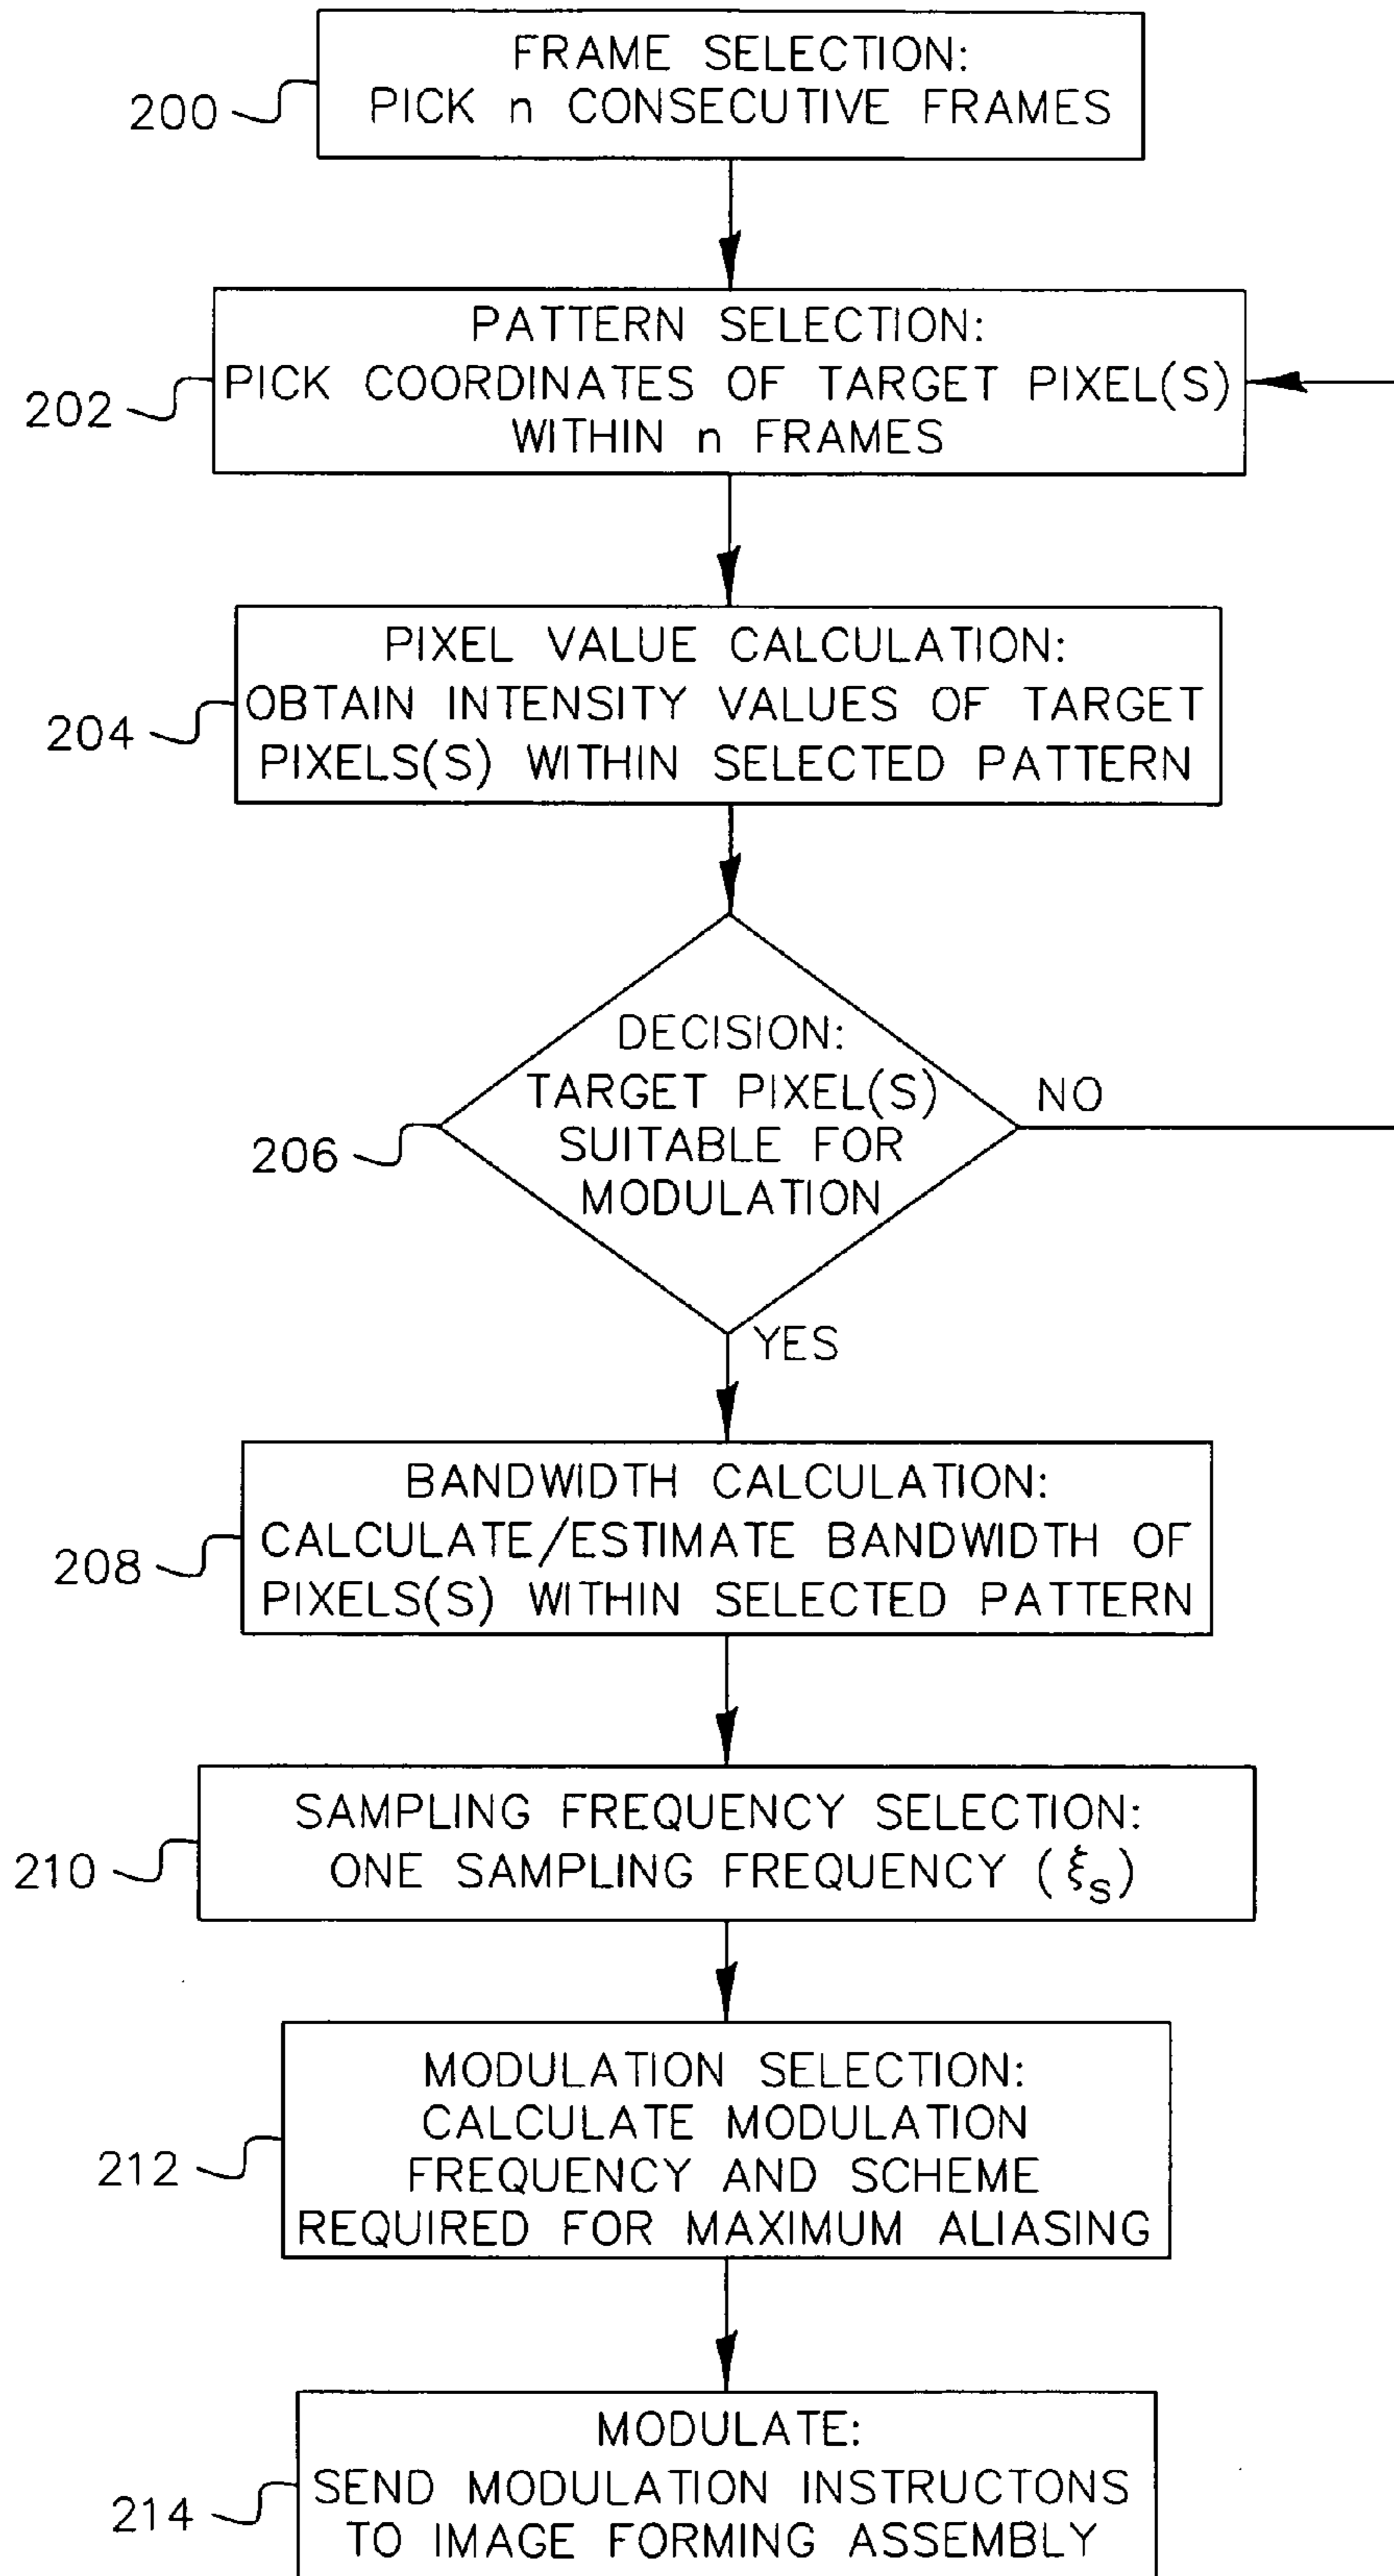 FRAME SELECTION:
PICK n CONSECUTIVE FRAMES
200
PATTERN SELECTION:
PICK COORDINATES OF TARGET PIXEL(S)
WITHIN n FRAMES
202
PIXEL VALUE CALCULATION:
OBTAIN INTENSITY VALUES OF TARGET
PIXELS(S) WITHIN SELECTED PATTERN
204
DECISION:
TARGET PIXEL(S)
SUITABLE FOR
MODULATION
NO
206
YES
BANDWIDTH CALCULATION:
CALCULATE/ESTIMATE BANDWIDTH OF
PIXELS(S) WITHIN SELECTED PATTERN
208
SAMPLING FREQUENCY SELECTION:
ONE SAMPLING FREQUENCY (ξS)
210
MODULATION SELECTION:
CALCULATE MODULATION
FREQUENCY AND SCHEME
REQUIRED FOR MAXIMUM ALIASING
212
MODULATE:
SEND MODULATION INSTRUCTONS
TO IMAGE FORMING ASSEMBLY
214